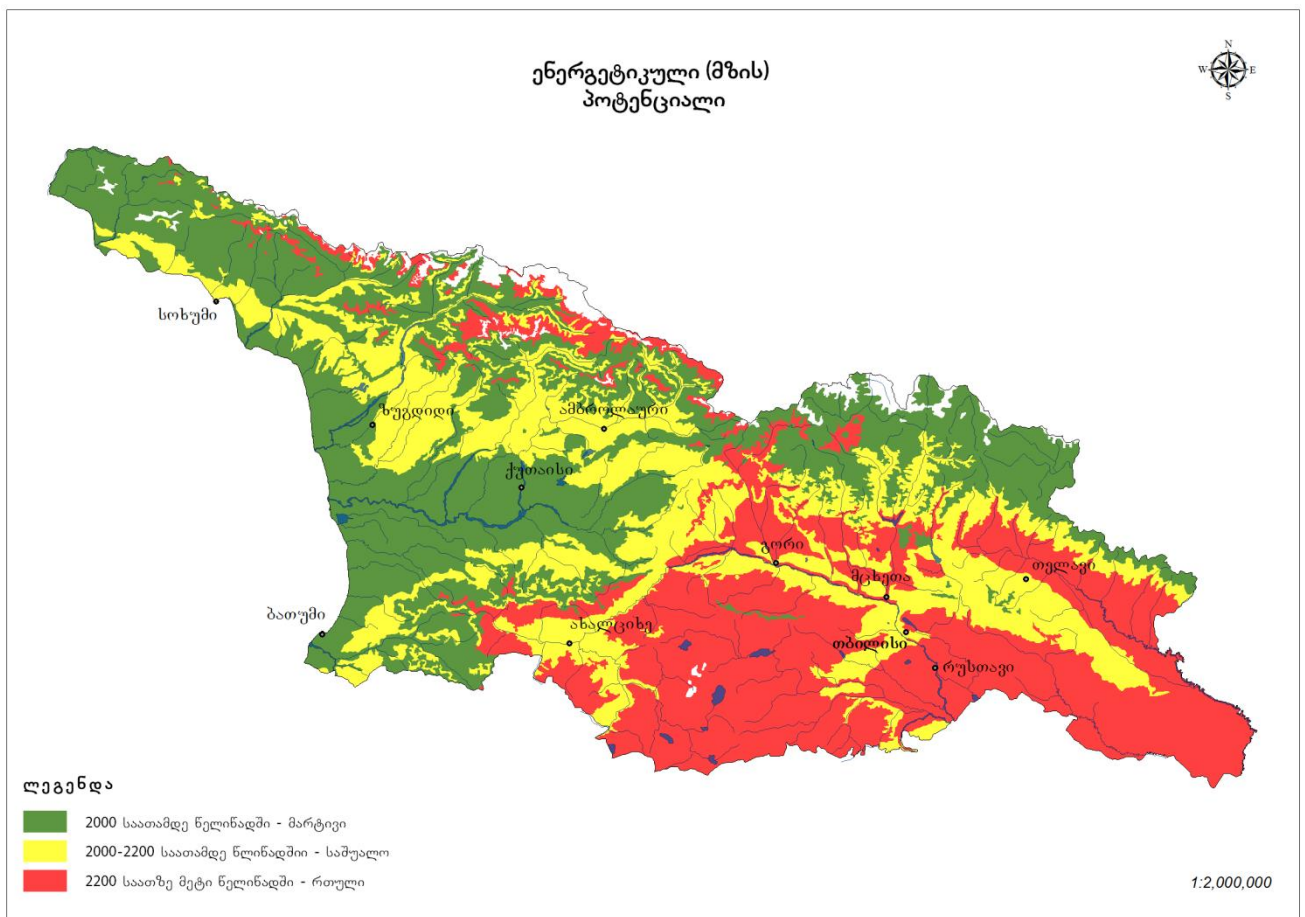 ენერგეტიკული (მზის)
პოტენციალი
N
W E
S
სოხუმი
ზუგდიდი
ამბროლაური
ქუთაისი
გორი
მცხეთა
თელავი
ბათუმი
ახალციხე
თბილისი
რუსთავი
ლეგენდა
2000 საათამდე წელიწადში - მარტივი
2000-2200 საათამდე წლიწადშიი - საშუალო
2200 საათზე მეტი წელიწადში - რთული
1:2,000,000